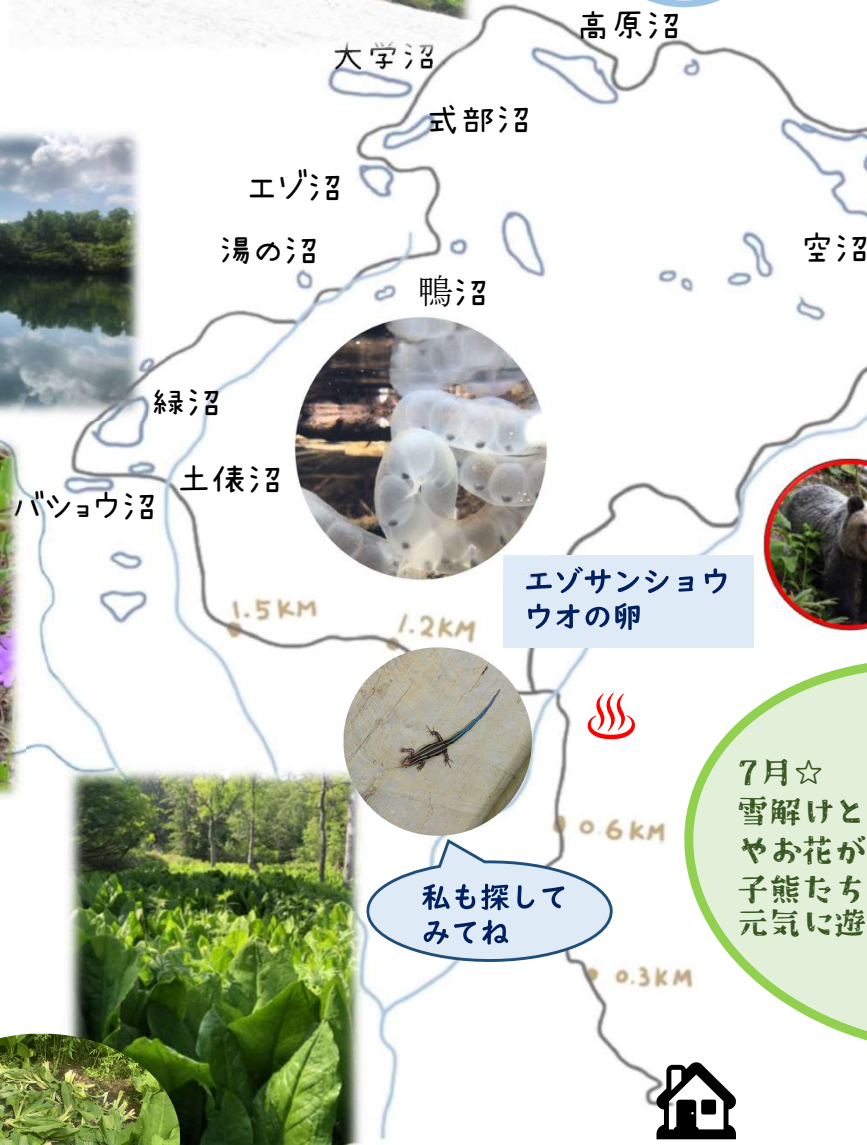 高原沼
大学沼
式部沼
エゾ沼
湯の沼
空沼
鴨沼
緑沼
土俵沼
バショウ沼
エゾサンショウ
ウオの卵
1.5KM
1.2KM
0.6KM
7月☆
雪解けと
やお花が
子熊たち
元気に遊
私も探して
みてね
0.3KM